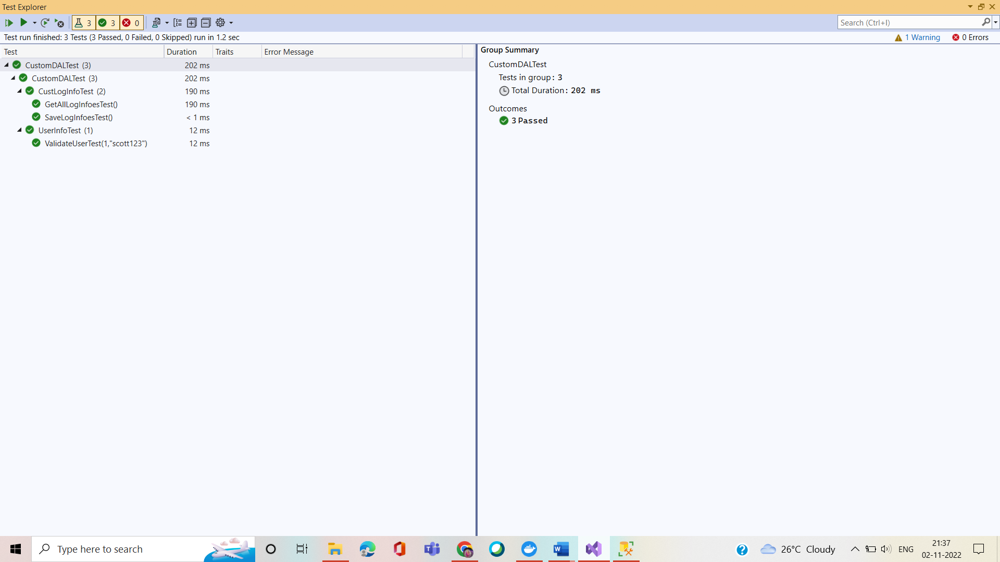 Test Explorer
3 3 0
Search (Ctrl+I)
Test run finished: 3 Tests (3 Passed, 0 Failed, 0 Skipped) run in 1.2 sec
1 Warning 0 Errors
Test Duration Traits Error Message
CustomDALTest (3) 202 ms
CustomDALTest (3) 202 ms
CustLogInfoTest (2) 190 ms
GetAllLogInfoesTest() 190 ms
SaveLogInfoesTest() < 1 ms
UserInfoTest (1) 12 ms
ValidateUserTest(1,"scott123") 12 ms
Group Summary
CustomDALTest
Tests in group: 3
Total Duration: 202 ms
Outcomes
3 Passed
Type here to search
26°C Cloudy
ENG
21:37
02-11-2022